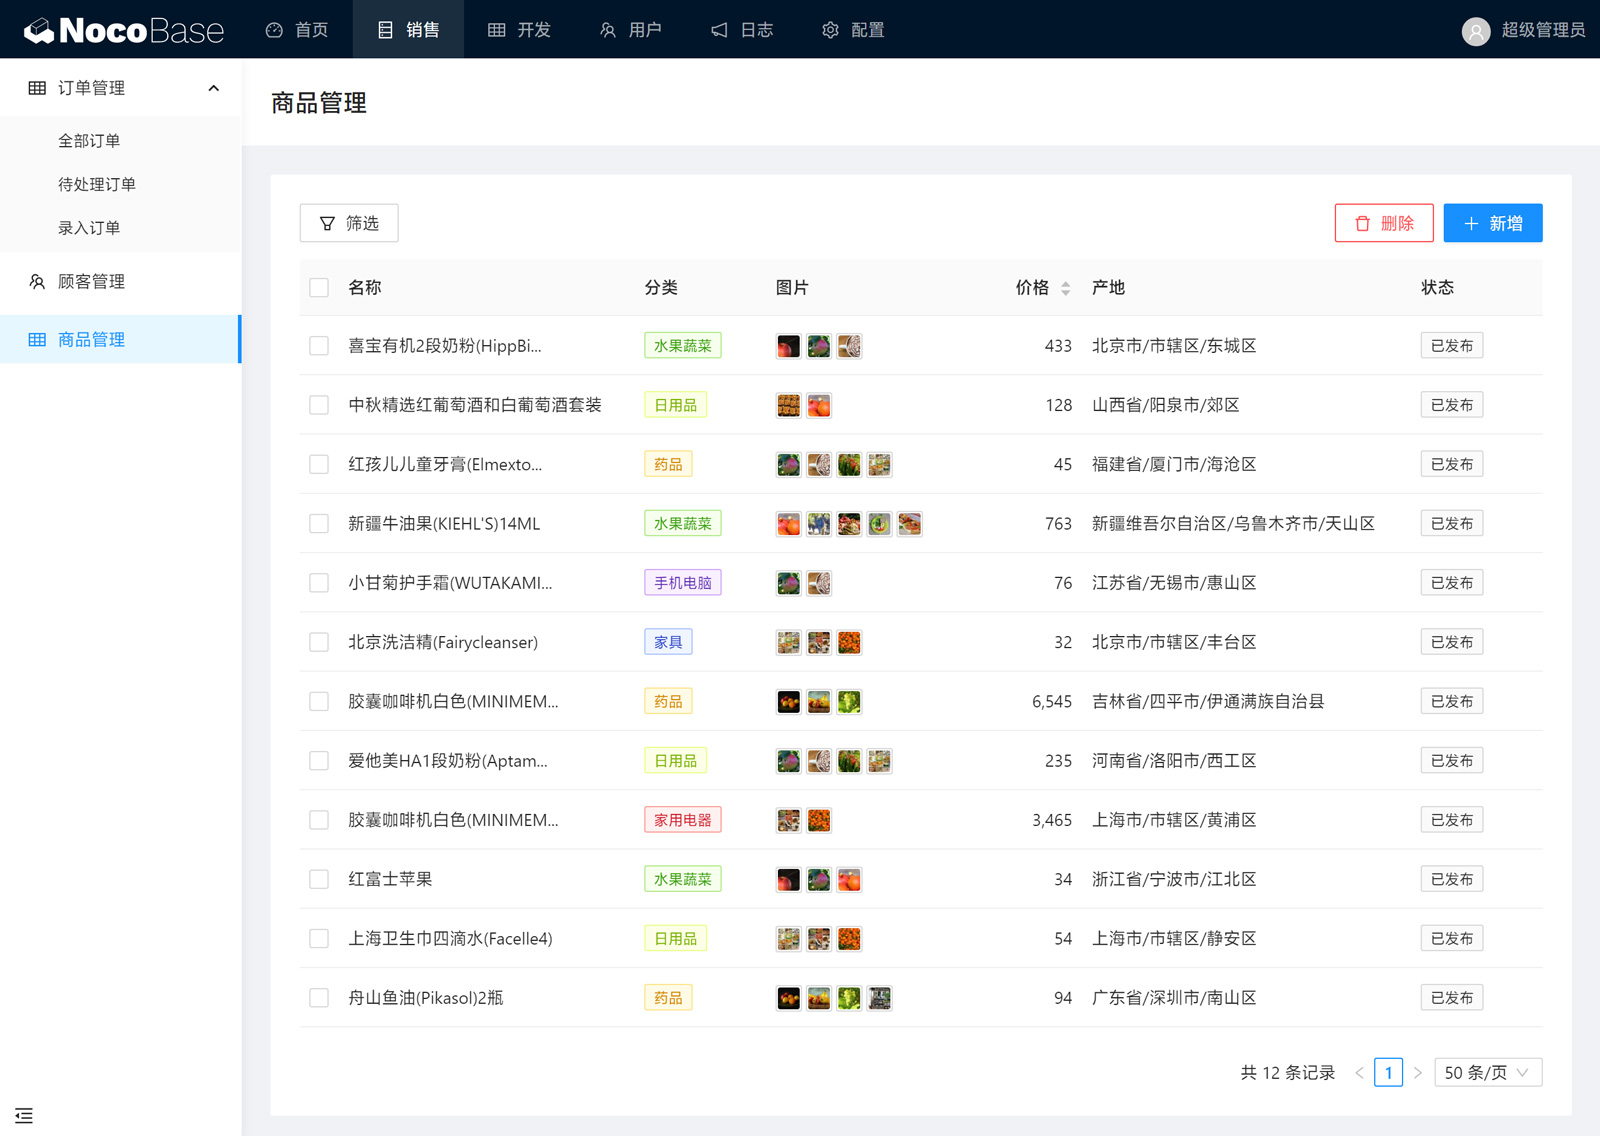 NocoBase 首页 销售 开发 用户 日志 配置 超级管理员
订单管理
全部订单
待处理订单
录入订单
顾客管理
商品管理
商品管理
筛选 删除 新增
名称 分类 图片 价格 产地 状态
喜宝有机2段奶粉(HippBi... 水果蔬菜 433 北京市/市辖区/东城区 已发布
中秋精选红葡萄酒和白葡萄酒套装 日用品 128 山西省/阳泉市/郊区 已发布
红孩儿儿童牙膏(Elmexto... 药品 45 福建省/厦门市/海沧区 已发布
新疆牛油果(KIEHL'S)14ML 水果蔬菜 763 新疆维吾尔自治区/乌鲁木齐市/天山区 已发布
小甘菊护手霜(WUTAKAMI... 手机电脑 76 江苏省/无锡市/惠山区 已发布
北京洗洁精(Fairycleanser) 家具 32 北京市/市辖区/丰台区 已发布
胶囊咖啡机白色(MINIMEM... 药品 6,545 吉林省/四平市/伊通满族自治县 已发布
爱他美HA1段奶粉(Aptam... 日用品 235 河南省/洛阳市/西工区 已发布
胶囊咖啡机白色(MINIMEM... 家用电器 3,465 上海市/市辖区/黄浦区 已发布
红富士苹果 水果蔬菜 34 浙江省/宁波市/江北区 已发布
上海卫生巾四滴水(Facelle4) 日用品 54 上海市/市辖区/静安区 已发布
舟山鱼油(Pikasol)2瓶 药品 94 广东省/深圳市/南山区 已发布
共 12 条记录 < 1 > 50 条/页